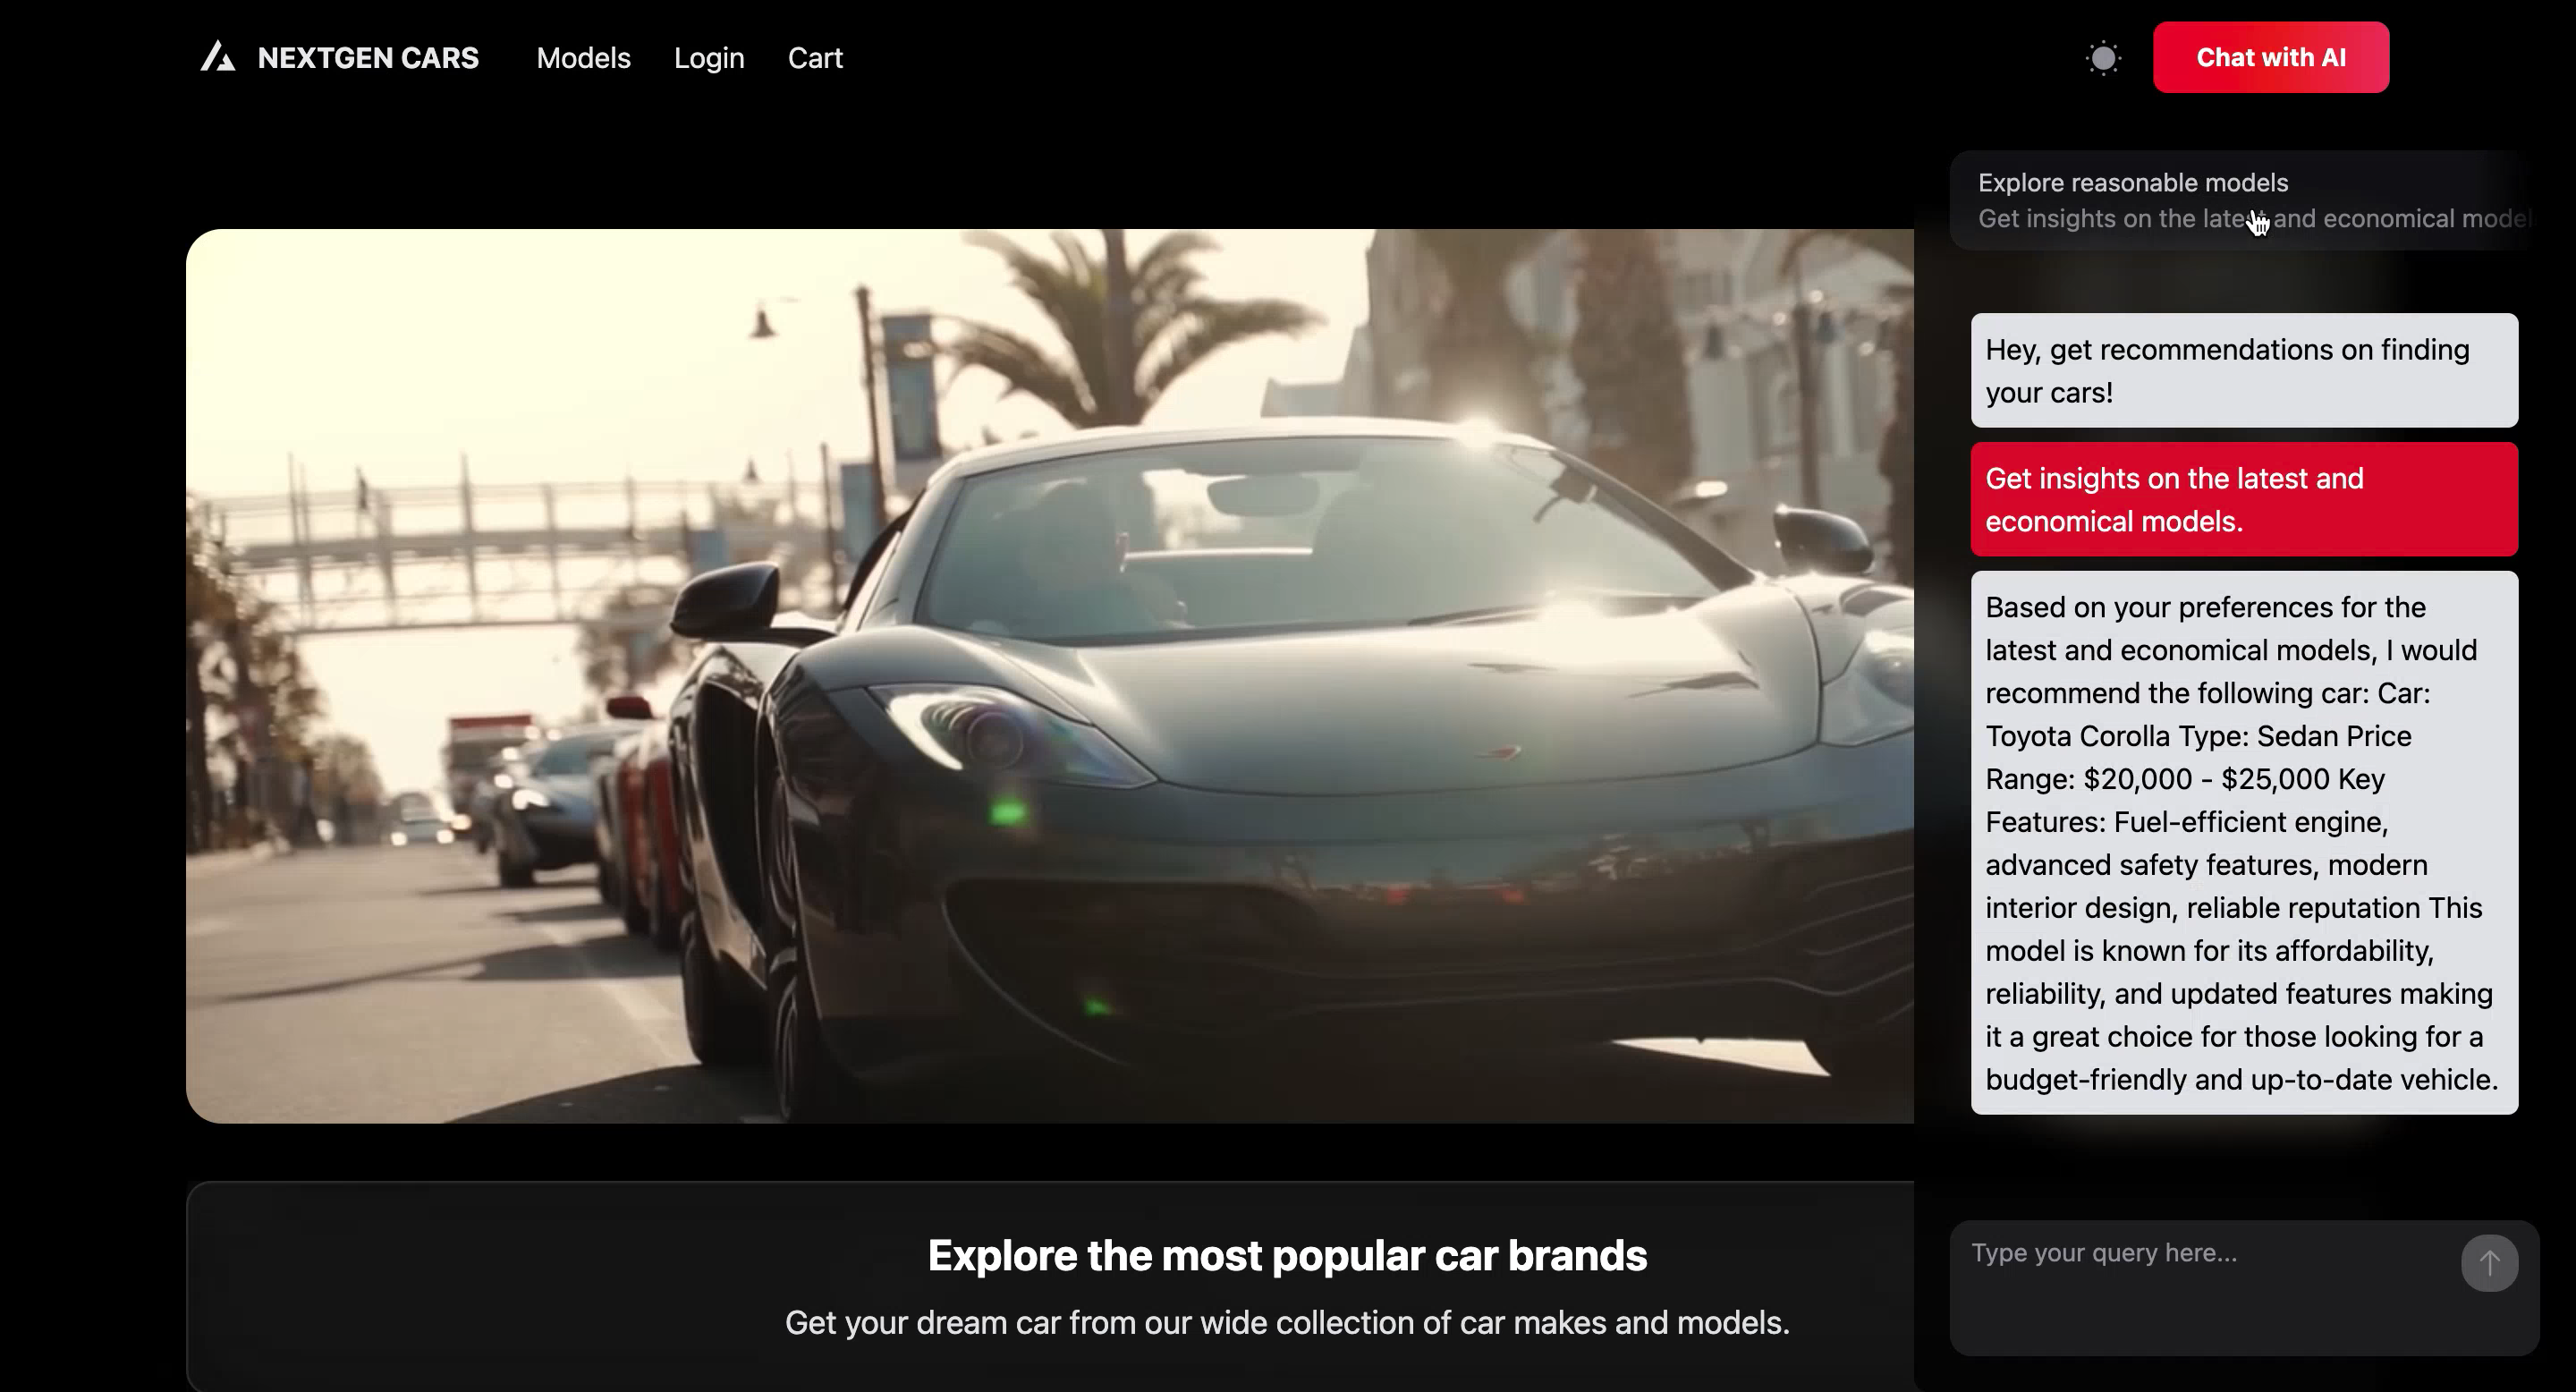 NEXTGEN CARS Models Login Cart Chat with AI
Explore reasonable models
Get insights on the latest and economical model
Hey, get recommendations on finding
your cars!
Get insights on the latest and
economical models.
Based on your preferences for the
latest and economical models, I would
recommend the following car: Car:
Toyota Corolla Type: Sedan Price
Range: $20,000 - $25,000 Key
Features: Fuel-efficient engine,
advanced safety features, modern
interior design, reliable reputation This
model is known for its affordability,
reliability, and updated features making
it a great choice for those looking for a
budget-friendly and up-to-date vehicle.
Type your query here...
Explore the most popular car brands
Get your dream car from our wide collection of car makes and models.